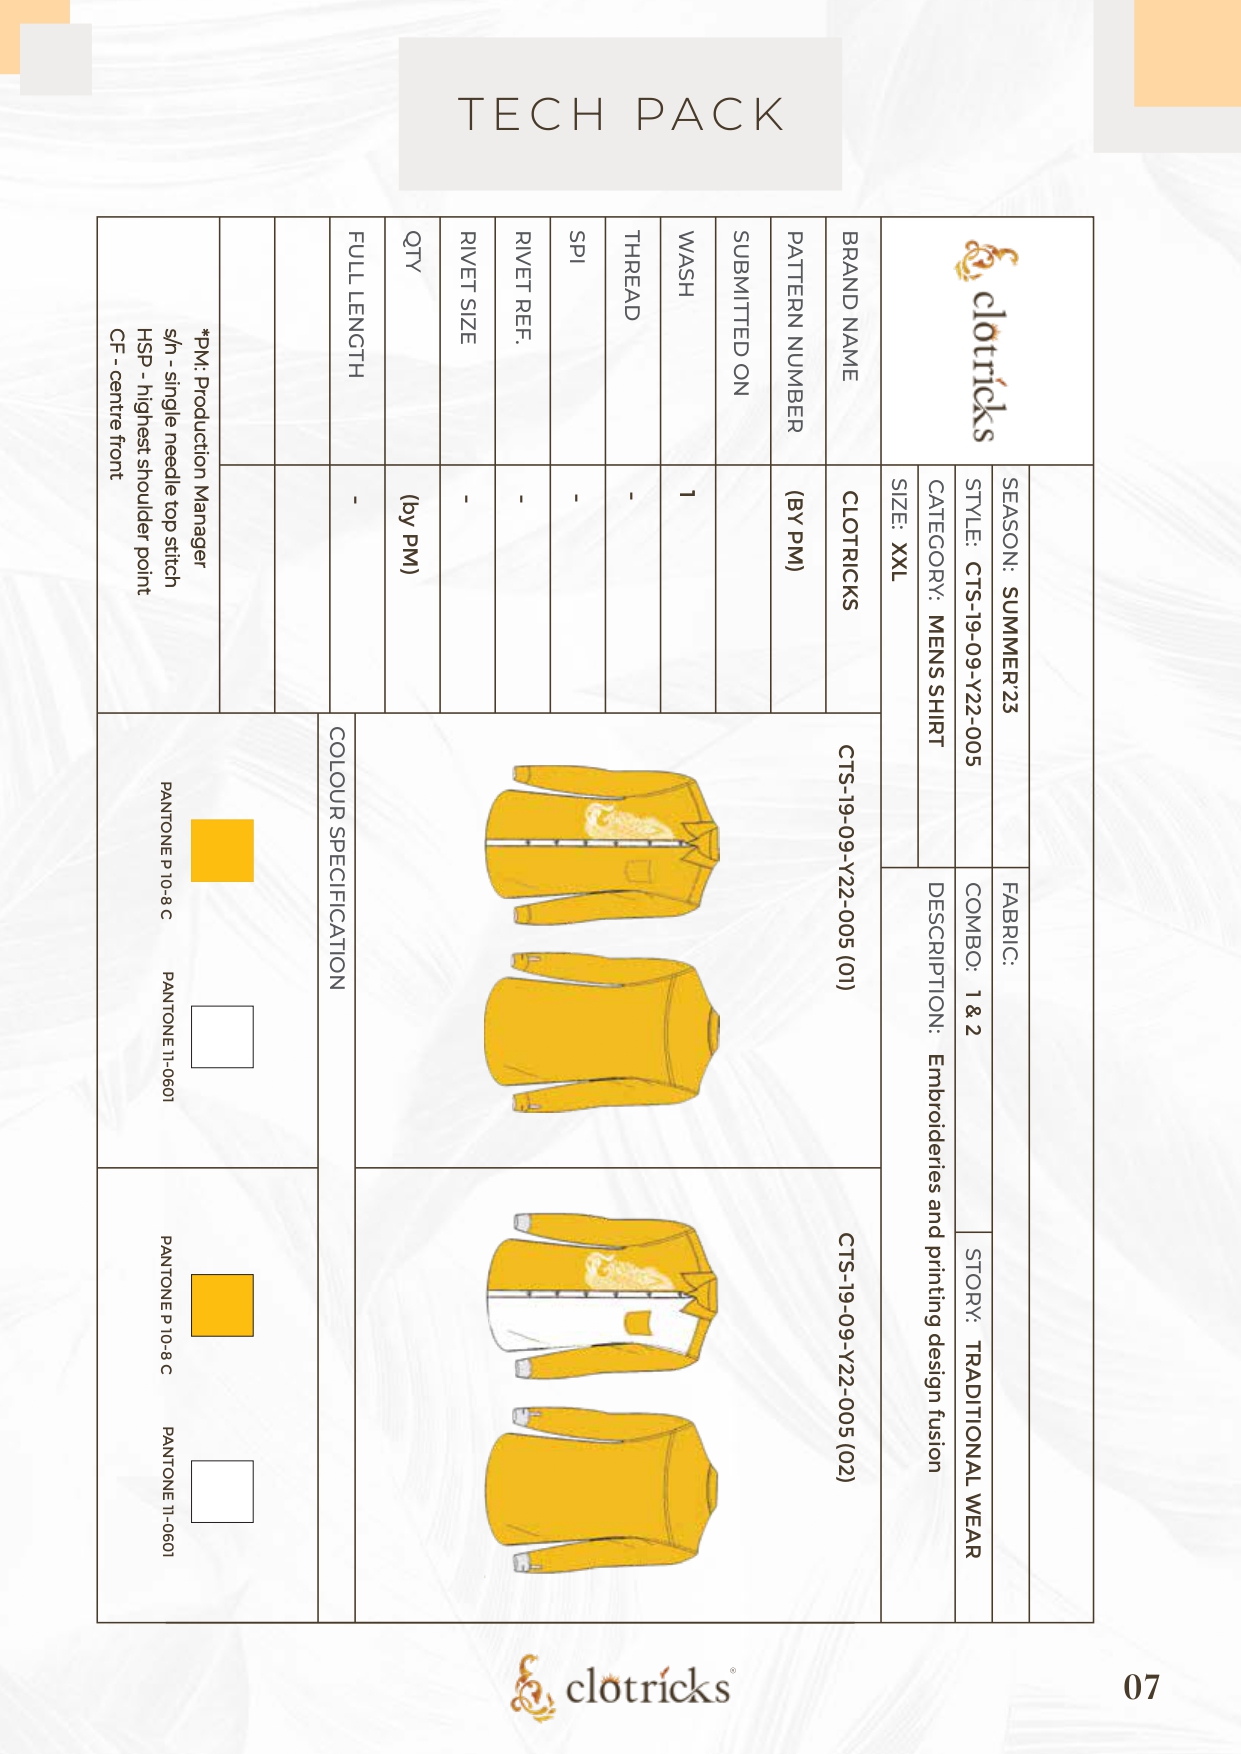 TECH PACK
clotricks
SEASON: SUMMER'23
FABRIC:
STYLE: CTS-19-09-Y22-005
COMBO: 1 & 2
STORY: TRADITIONAL WEAR
CATEGORY: MENS SHIRT
DESCRIPTION: Embroideries and printing design fusion
SIZE: XXL
BRAND NAME CLOTRICKS
PATTERN NUMBER (BY PM)
SUBMITTED ON
WASH 1
THREAD -
SPI -
RIVET REF. -
RIVET SIZE -
QTY (by PM)
FULL LENGTH -
*PM: Production Manager
s/n - single needle top stitch
HSP - highest shoulder point
CF - centre front
CTS-19-09-Y22-005 (01)
CTS-19-09-Y22-005 (02)
COLOUR SPECIFICATION
PANTONE P 10-8 C
PANTONE 11-0601
PANTONE P 10-8 C
PANTONE 11-0601
clotricks®
07